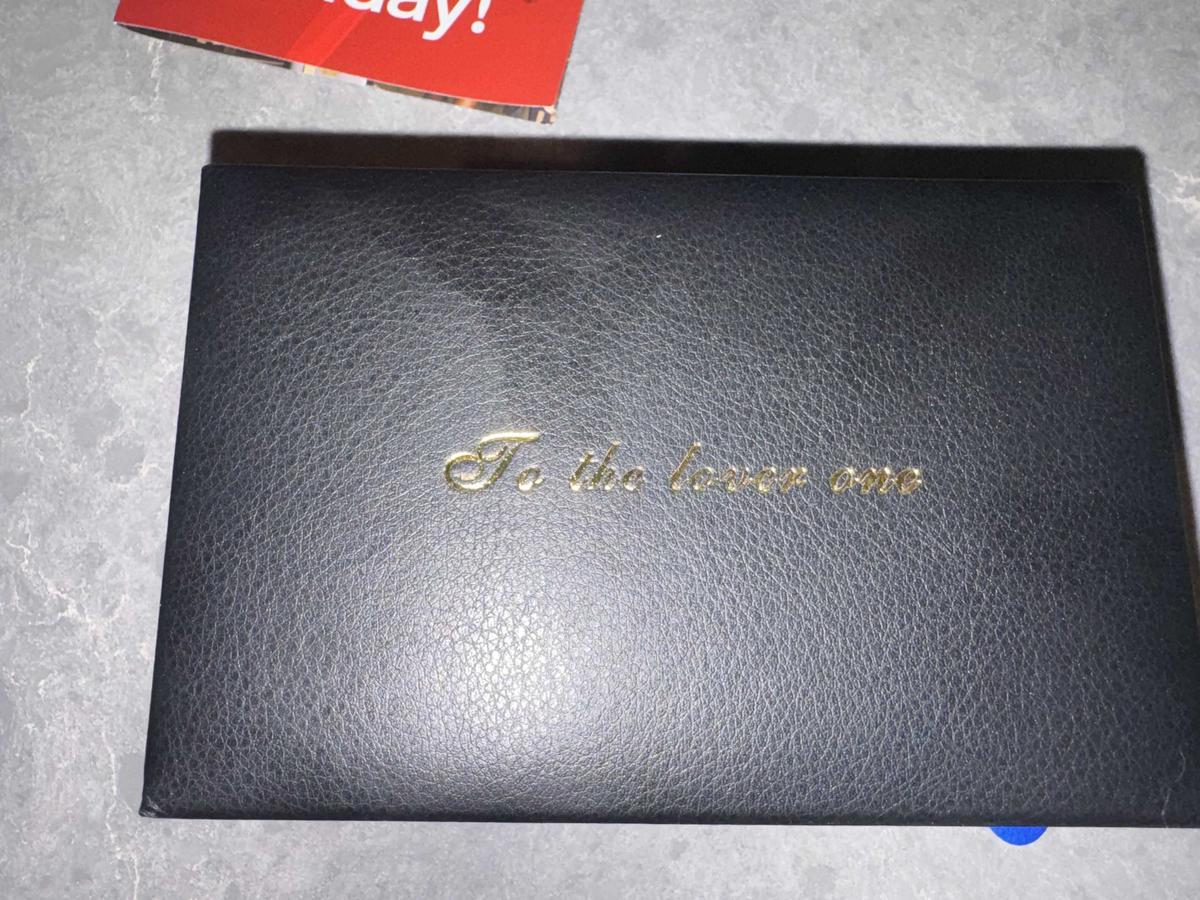 day!
To the lover one